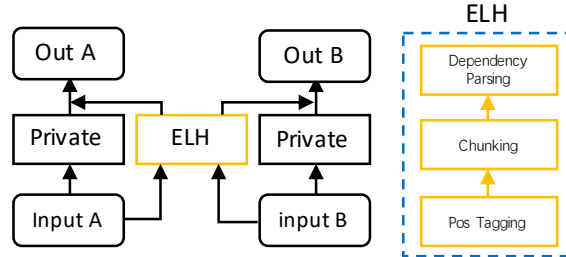 ELH
Out A
Out B
Dependency
Parsing
Private
ELH
Private
Chunking
Input A
input B
Pos Tagging